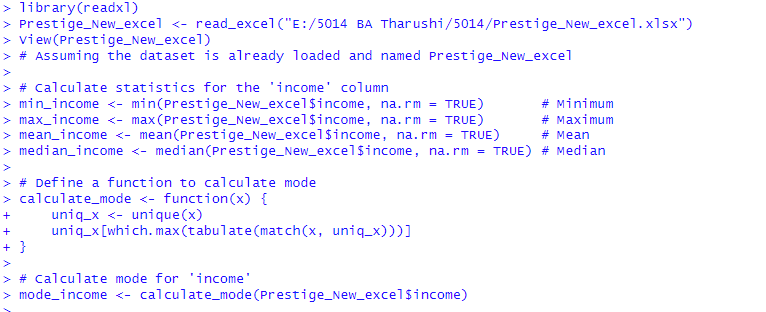 > library(readxl)
> Prestige_New_excel <- read_excel("E:/5014 BA Tharushi/5014/Prestige_New_excel.xlsx")
> View(Prestige_New_excel)
> # Assuming the dataset is already loaded and named Prestige_New_excel
>
> # Calculate statistics for the 'income' column
> min_income <- min(Prestige_New_excel$income, na.rm = TRUE)       # Minimum
> max_income <- max(Prestige_New_excel$income, na.rm = TRUE)       # Maximum
> mean_income <- mean(Prestige_New_excel$income, na.rm = TRUE)     # Mean
> median_income <- median(Prestige_New_excel$income, na.rm = TRUE) # Median
>
> # Define a function to calculate mode
> calculate_mode <- function(x) {
+     uniq_x <- unique(x)
+     uniq_x[which.max(tabulate(match(x, uniq_x)))]
+ }
>
> # Calculate mode for 'income'
> mode_income <- calculate_mode(Prestige_New_excel$income)
>